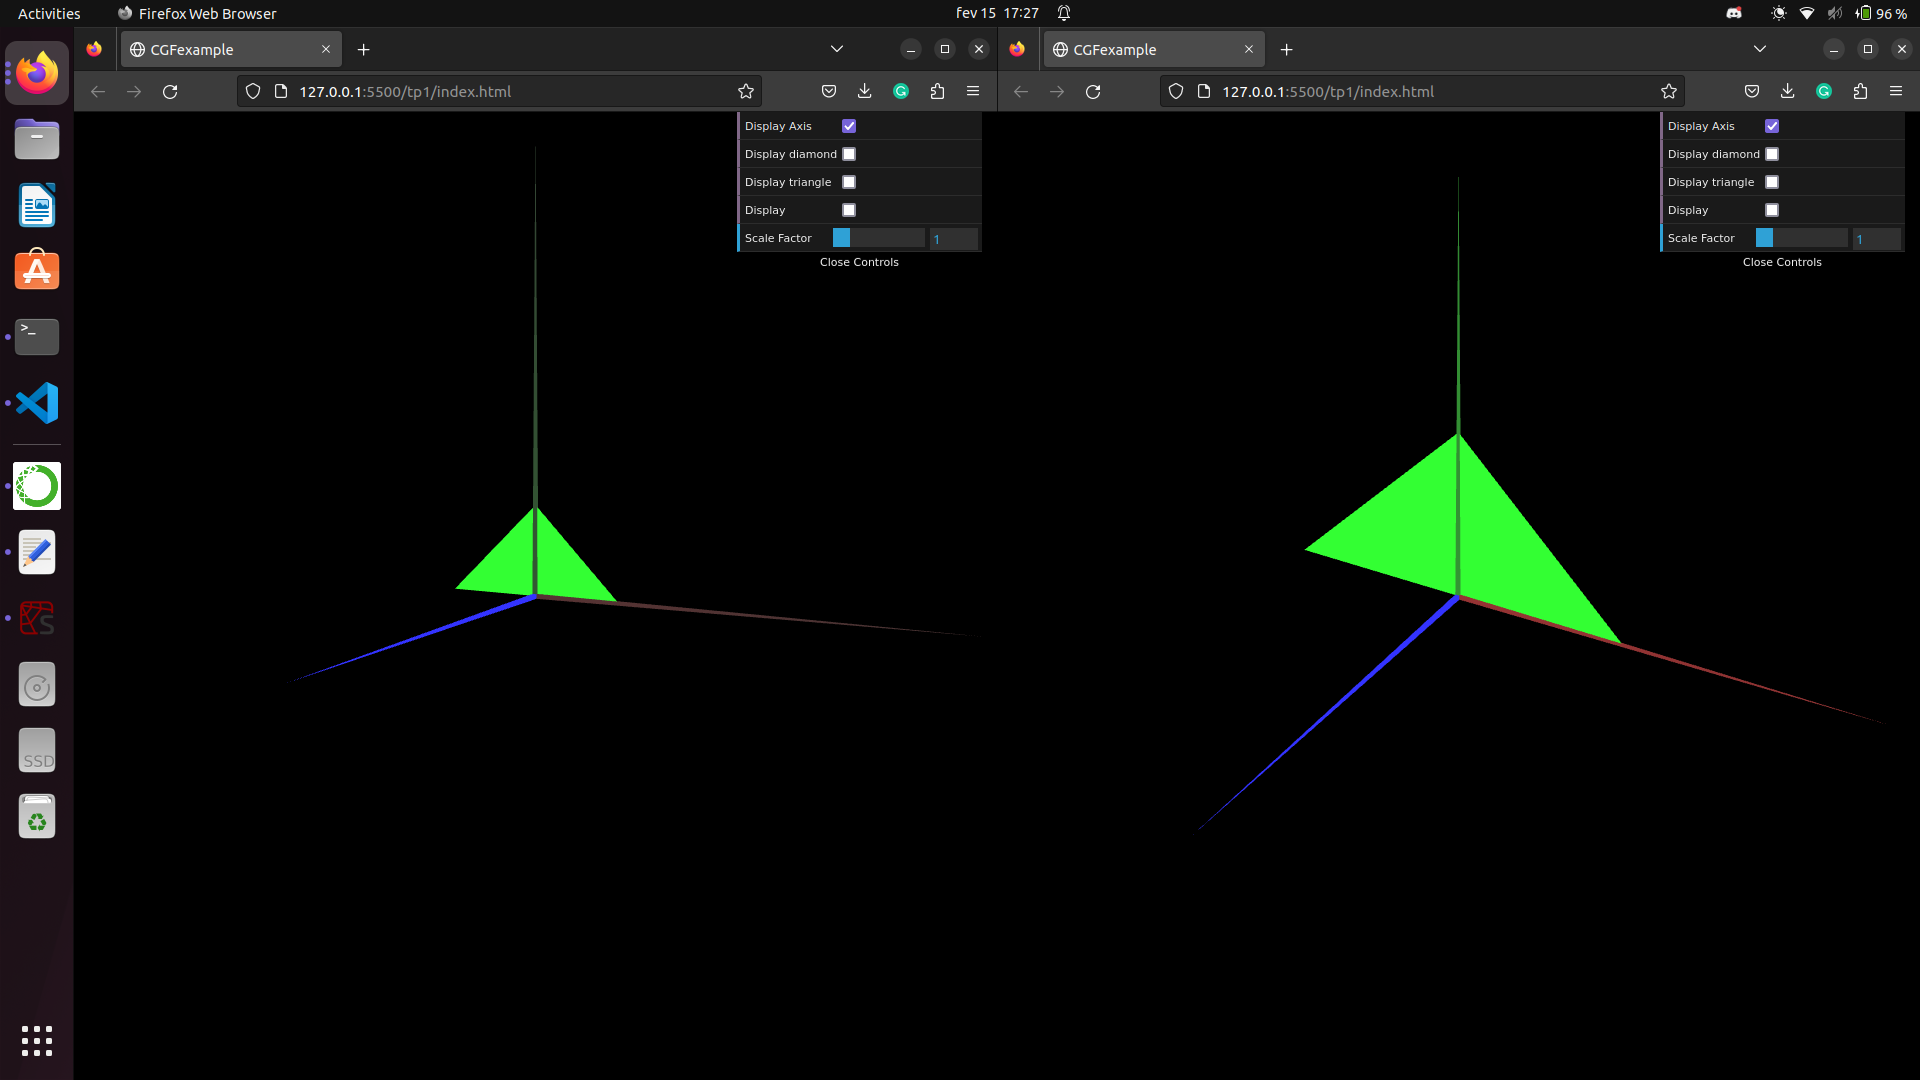 Activities
Firefox Web Browser
fev 15 17:27
96 %
CGFexample
127.0.0.1:5500/tp1/index.html
Display Axis
Display diamond
Display triangle
Display
Scale Factor
1
Close Controls
CGFexample
127.0.0.1:5500/tp1/index.html
Display Axis
Display diamond
Display triangle
Display
Scale Factor
1
Close Controls
>_
S
SSD